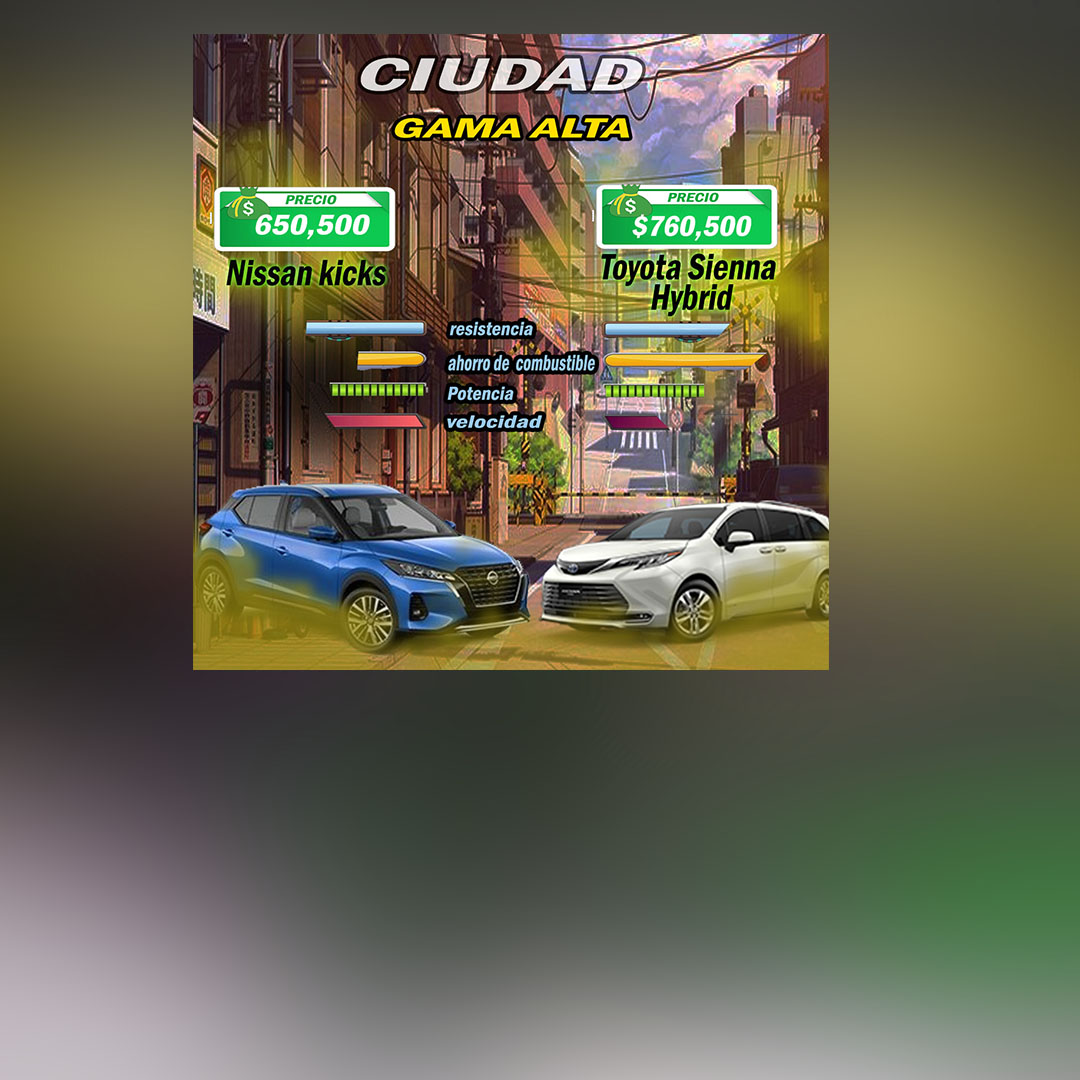 CIUDAD
GAMA ALTA
PRECIO
650,500
Nissan kicks
PRECIO
$760,500
Toyota Sienna
Hybrid
resistencia
ahorro de combustible
Potencia
velocidad